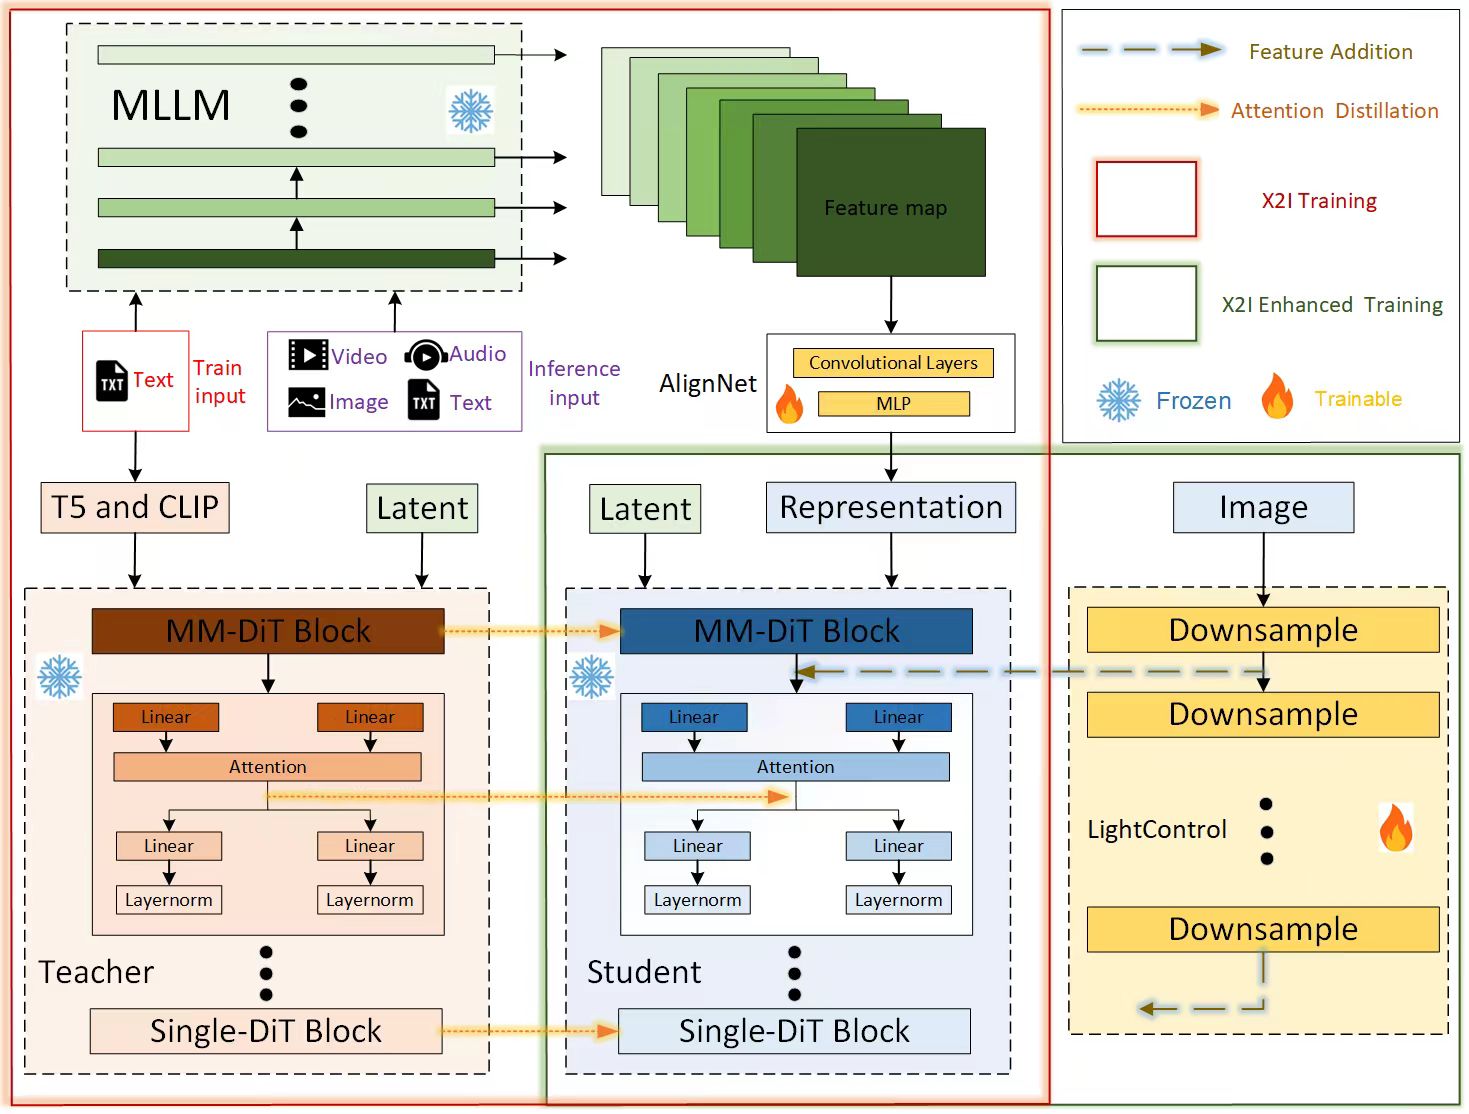 MLLM
Feature map
TXT
Text
Train
input
Video
Audio
Image
TXT
Text
Inference
input
AlignNet
Convolutional Layers
MLP
Feature Addition
Attention Distillation
X2I Training
X2I Enhanced Training
Frozen
Trainable
T5 and CLIP
Latent
Latent
Representation
Image
MM-DiT Block
Linear
Linear
Attention
Linear
Linear
Layernorm
Layernorm
Teacher
Single-DiT Block
MM-DiT Block
Linear
Linear
Attention
Linear
Linear
Layernorm
Layernorm
Student
Single-DiT Block
Downsample
Downsample
LightControl
Downsample